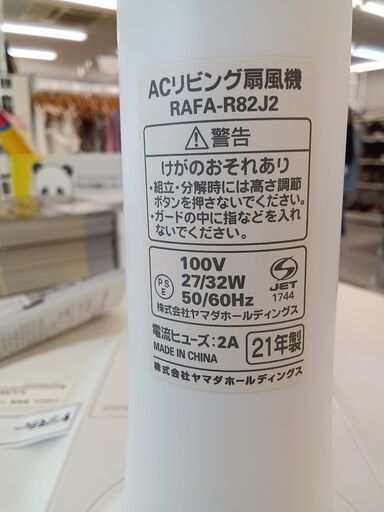 ACリビング扇風機
RAFA-R82J2
警告
けがのおそれあり
・組立・分解時には高さ調節
ボタンを押さないでください。
・ガードの中に指などを入れ
ないでください。
PSE
100V
27/32W
50/60Hz
JET
1744
株式会社ヤマダホールディングス
電流ヒューズ:2A
MADE IN CHINA
21年製
株式会社ヤマダホールディングス